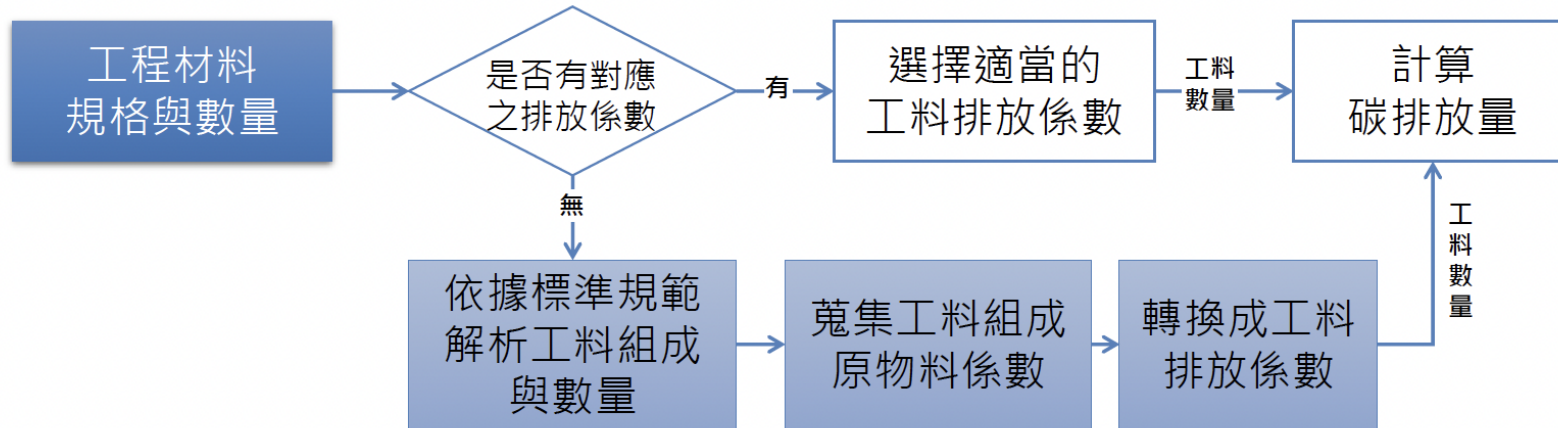 工程材料
規格與數量
是否有對應
之排放係數
有
選擇適當的
工料排放係數
工料
數量
計算
碳排放量
無
依據標準規範
解析工料組成
與數量
蒐集工料組成
原物料係數
轉換成工料
排放係數
工料數量